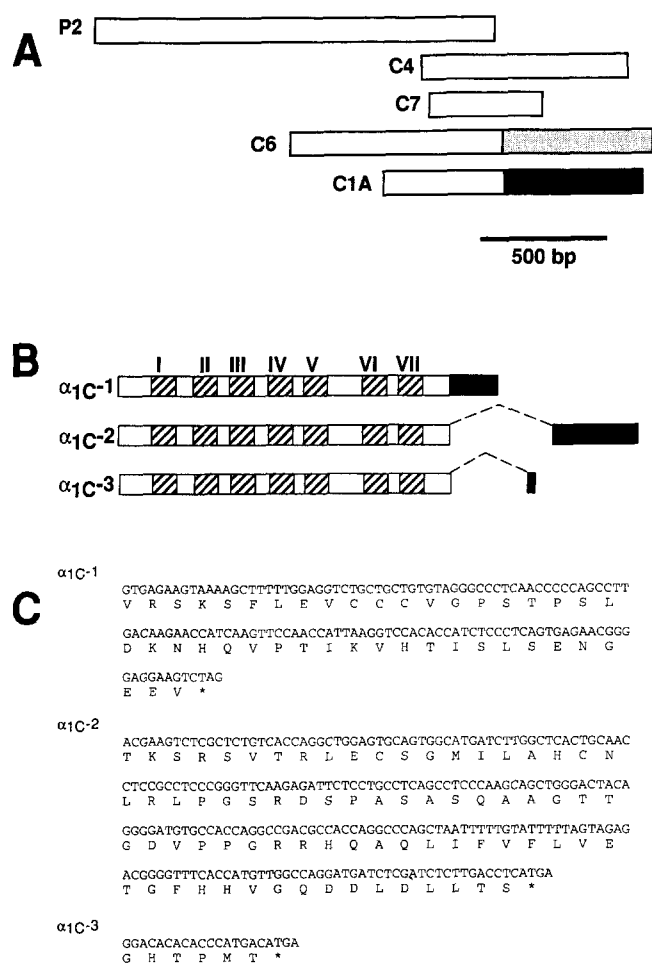 A
P2
C4
C7
C6
C1A
500 bp
B
I II III IV V VI VII
α1C-1
α1C-2
α1C-3
C
α1C-1
GTGAGAAGTAAAAGCTTTTTGGAGGTCTGCTGCTGTGTAGGGCCCTCAACCCCCAGCCTT
V R S K S F L E V C C C V G P S T P S L
GACAAGAACCATCAAGTTCCAACCATTAAGGTCCACACCATCTCCCTCAGTGAGAACGGG
D K N H Q V P T I K V H T I S L S E N G
GAGGAAGTCTAG
E E V *
α1C-2
ACGAAGTCTCGCTCTGTCACCAGGCTGGAGTGCAGTGGCATGATCTTGGCTCACTGCAAC
T K S R S V T R L E C S G M I L A H C N
CTCCGCCTCCCGGGTTCAAGAGATTCTCCTGCCTCAGCCTCCCAAGCAGCTGGGACTACA
L R L P G S R D S P A S A S Q A A G T T
GGGGATGTGCCACCAGGCCGACGCCACCAGGCCCAGCTAATTTTTGTATTTTTAGTAGAG
G D V P P G R R H Q A Q L I F V F L V E
ACGGGGTTTCACCATGTTGGCCAGGATGATCTCGATCTCTTGACCTCATGA
T G F H H V G Q D D L D L L T S *
α1C-3
GGACACACACCCATGACATGA
G H T P M T *